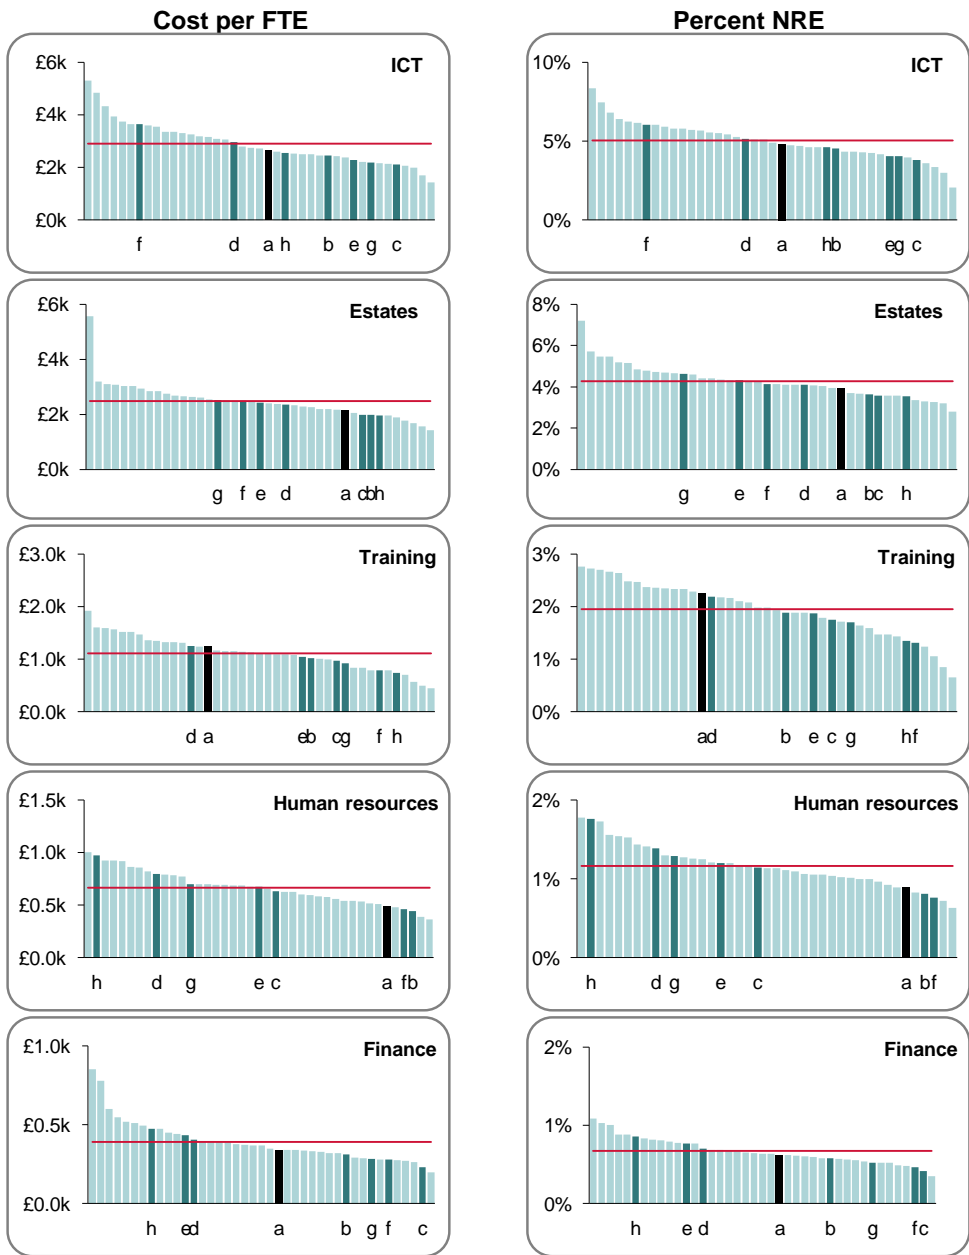 Cost per FTE
Percent NRE
ICT
£6k
£4k
£2k
£0k
f d a h b e g c
ICT
10%
5%
0%
f d a hb eg c
Estates
£6k
£4k
£2k
£0k
g f e d a cbh
Estates
8%
6%
4%
2%
0%
g e f d a bc h
Training
£3.0k
£2.0k
£1.0k
£0.0k
d a eb cg f h
Training
3%
2%
1%
0%
ad b e c g hf
Human resources
£1.5k
£1.0k
£0.5k
£0.0k
h d g e c a fb
Human resources
2%
1%
0%
h d g e c a bf
Finance
£1.0k
£0.5k
£0.0k
h ed a b g f c
Finance
2%
1%
0%
h e d a b g fc